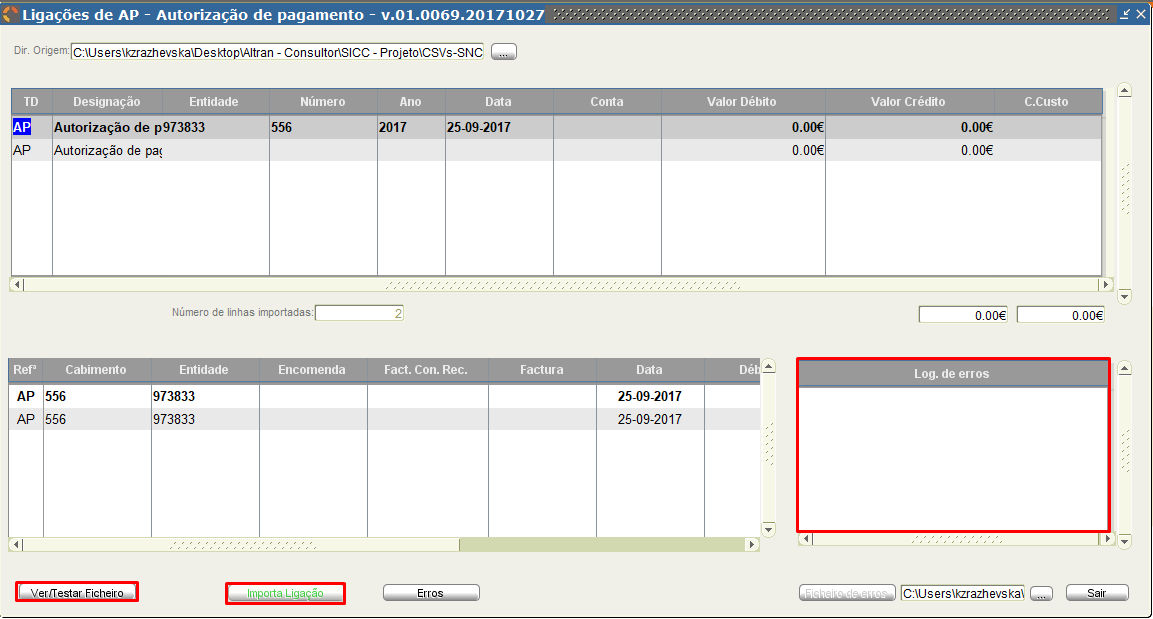 Ligações de AP - Autorização de pagamento - v.01.0069.20171027
Dir. Origem: C:\Users\kzrazhevska\Desktop\Altran - Consultor\SICC - Projeto\CSVs-SNC ...
TD Designação Entidade Número Ano Data Conta Valor Débito Valor Crédito C.Custo
AP Autorização de p 973833 556 2017 25-09-2017 0.00€ 0.00€
AP Autorização de pag 0.00€ 0.00€
Número de linhas importadas: 2 0.00€ 0.00€
Refª Cabimento Entidade Encomenda Fact. Con. Rec. Factura Data Déb
AP 556 973833 25-09-2017
AP 556 973833 25-09-2017
Log. de erros
Ver/Testar Ficheiro Importa Ligação Erros Ficheiro de erros C:\Users\kzrazhevska\ ... Sair